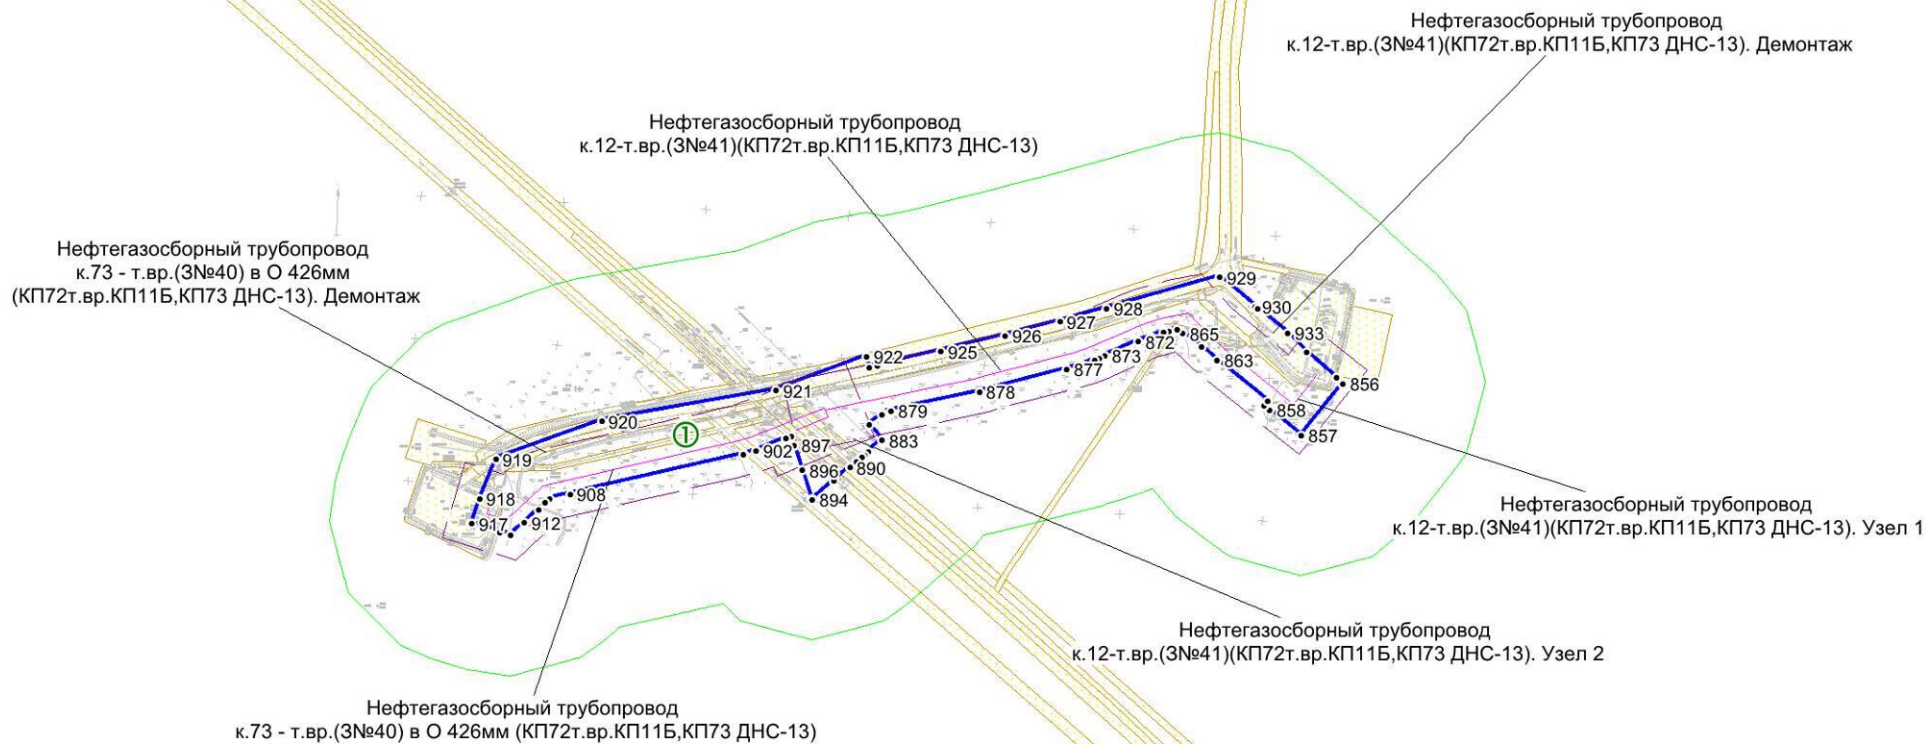 Нефтегазосборный трубопровод
к.12-т.вр.(З№41)(КП72т.вр.КП11Б,КП73 ДНС-13). Демонтаж
Нефтегазосборный трубопровод
к.12-т.вр.(З№41)(КП72т.вр.КП11Б,КП73 ДНС-13)
Нефтегазосборный трубопровод
к.73 - т.вр.(З№40) в О 426мм
(КП72т.вр.КП11Б,КП73 ДНС-13). Демонтаж
929
930
928
927
933
926
865
872
925
922
873
863
877
856
921
878
858
879
920
1
857
883
897
902
919
890
896
908
918
894
917
912
Нефтегазосборный трубопровод
к.12-т.вр.(З№41)(КП72т.вр.КП11Б,КП73 ДНС-13). Узел 1
Нефтегазосборный трубопровод
к.12-т.вр.(З№41)(КП72т.вр.КП11Б,КП73 ДНС-13). Узел 2
Нефтегазосборный трубопровод
к.73 - т.вр.(З№40) в О 426мм (КП72т.вр.КП11Б,КП73 ДНС-13)